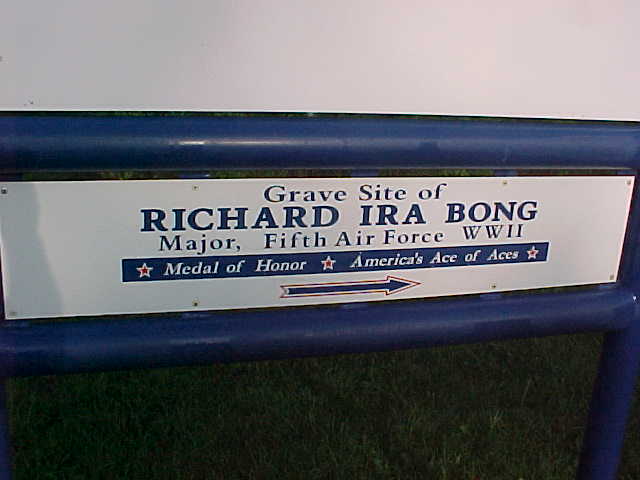 Grave Site of
RICHARD IRA BONG
Major, Fifth Air Force WWII
Medal of Honor America's Ace of Aces